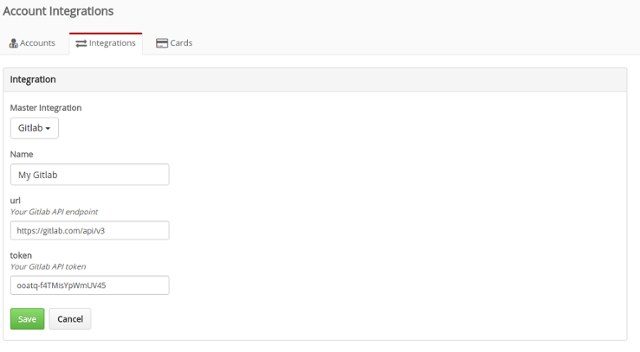 Account Integrations
Accounts Integrations Cards
Integration
Master Integration
Gitlab
Name
My Gitlab
url
Your Gitlab API endpoint
https://gitlab.com/api/v3
token
Your Gitlab API token
ooatq-f4TMisYpWmUV45
Save Cancel